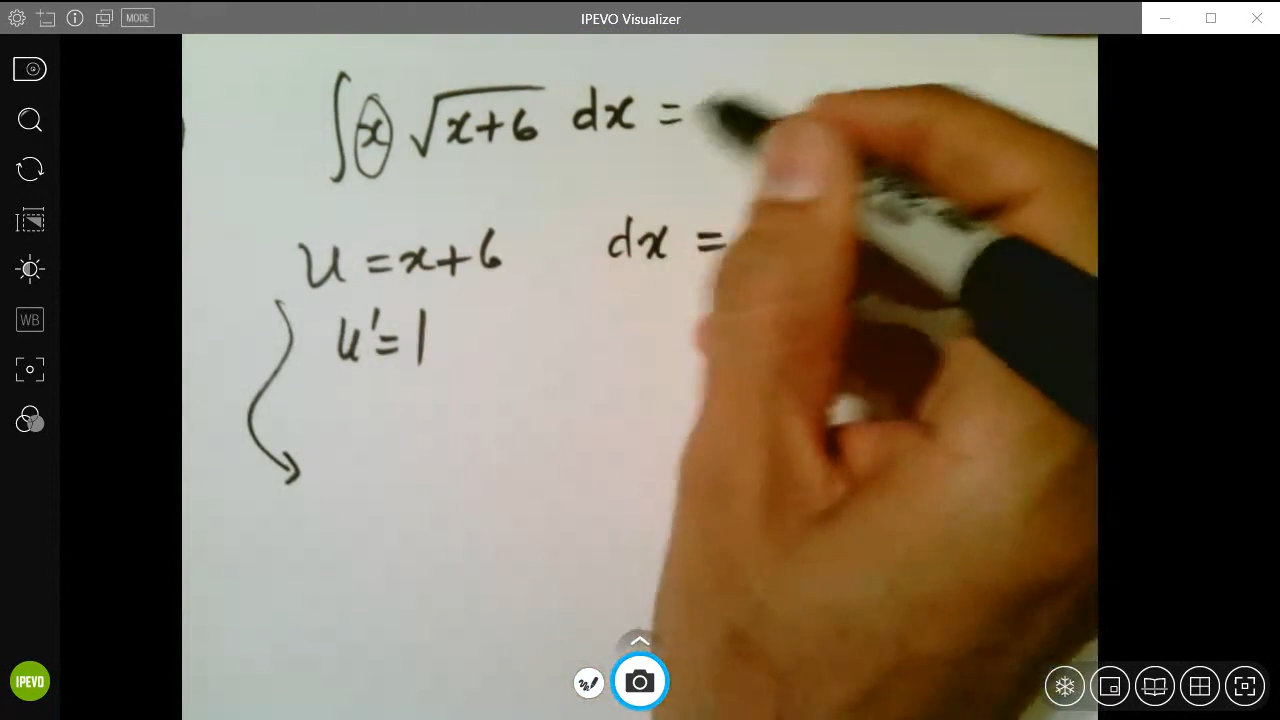 MODE
IPEVO Visualizer
∫ x √x+6 dx =
u = x+6 dx =
u' = 1
WB
IPEVO